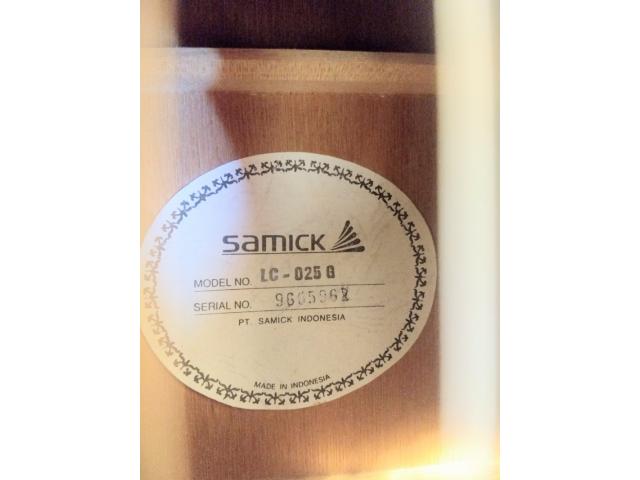 samick
MODEL NO. LC-025 G
SERIAL NO.
PT. SAMICK INDONESIA
MADE IN INDONESIA